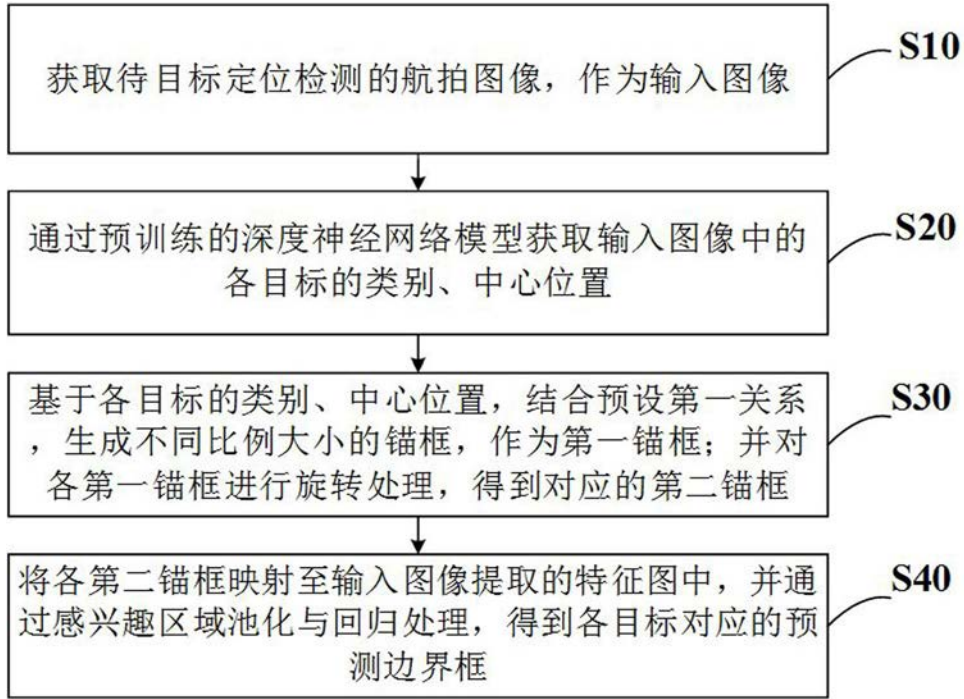 获取待目标定位检测的航拍图像，作为输入图像
S10
通过预训练的深度神经网络模型获取输入图像中的
各目标的类别、中心位置
S20
基于各目标的类别、中心位置，结合预设第一关系
，生成不同比例大小的锚框，作为第一锚框；并对
各第一锚框进行旋转处理，得到对应的第二锚框
S30
将各第二锚框映射至输入图像提取的特征图中，并通
过感兴趣区域池化与回归处理，得到各目标对应的预
测边界框
S40